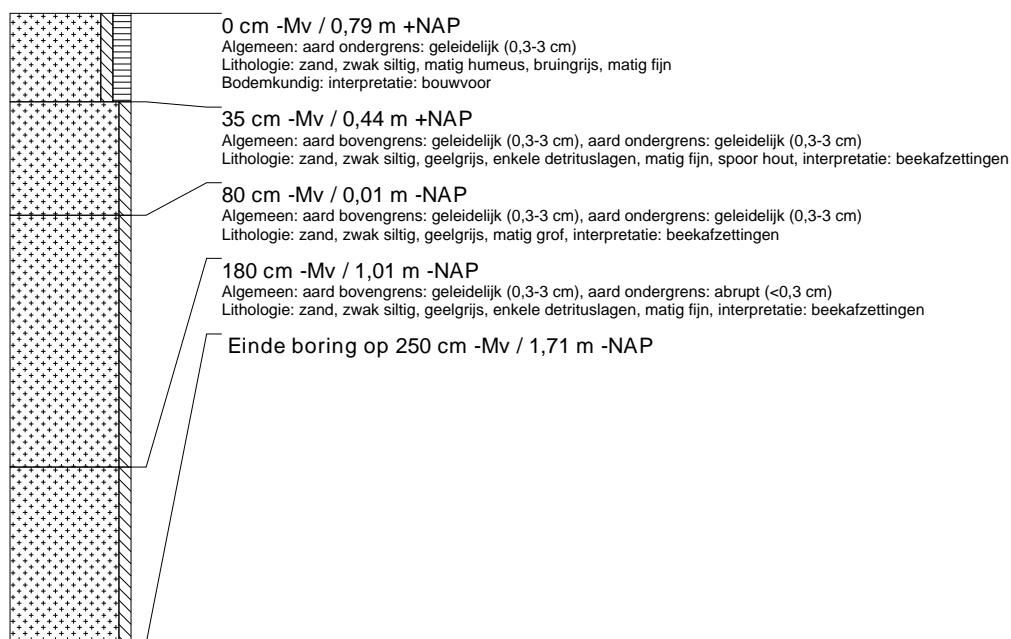 0 cm -Mv / 0,79 m +NAP
Algemeen: aard ondergrens: geleidelijk (0,3-3 cm)
Lithologie: zand, zwak siltig, matig humeus, bruingrijs, matig fijn
Bodemkundig: interpretatie: bouwvoor
35 cm -Mv / 0,44 m +NAP
Algemeen: aard bovengrens: geleidelijk (0,3-3 cm), aard ondergrens: geleidelijk (0,3-3 cm)
Lithologie: zand, zwak siltig, geelgrijs, enkele detrituslagen, matig fijn, spoor hout, interpretatie: beekafzettingen
80 cm -Mv / 0,01 m -NAP
Algemeen: aard bovengrens: geleidelijk (0,3-3 cm), aard ondergrens: geleidelijk (0,3-3 cm)
Lithologie: zand, zwak siltig, geelgrijs, matig grof, interpretatie: beekafzettingen
180 cm -Mv / 1,01 m -NAP
Algemeen: aard bovengrens: geleidelijk (0,3-3 cm), aard ondergrens: abrupt (<0,3 cm)
Lithologie: zand, zwak siltig, geelgrijs, enkele detrituslagen, matig fijn, interpretatie: beekafzettingen
Einde boring op 250 cm -Mv / 1,71 m -NAP